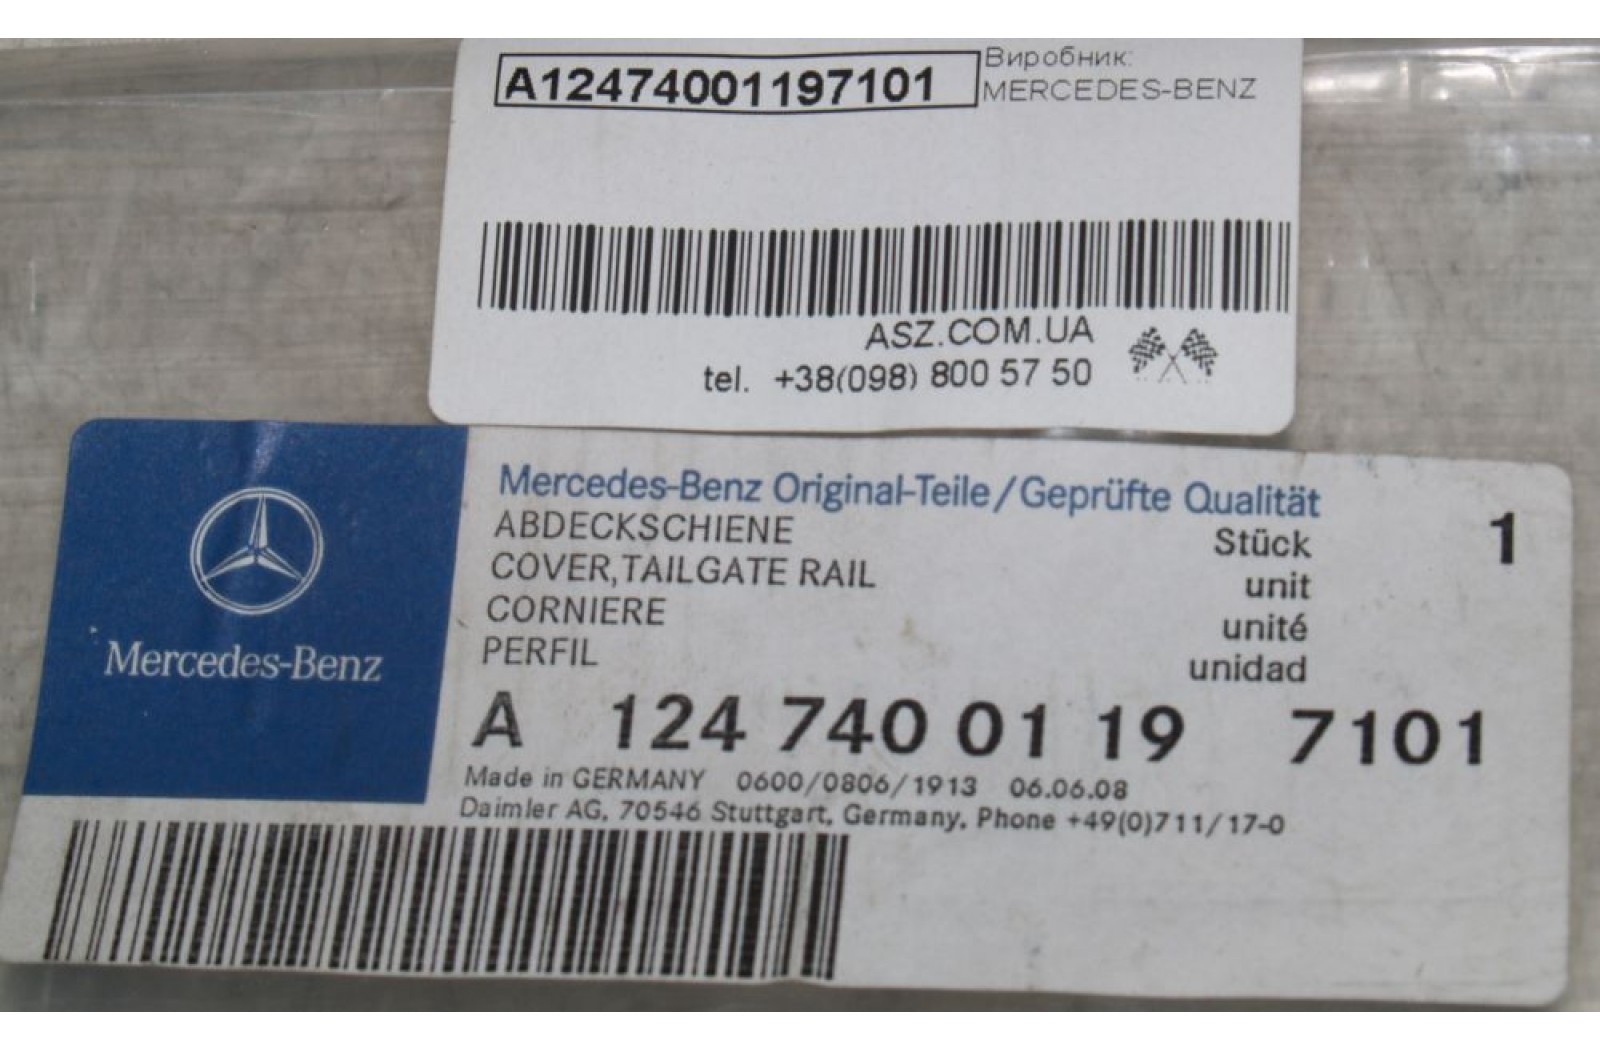 A12474001197101
Виробник:
MERCEDES-BENZ
ASZ.COM.UA
tel. +38(098) 800 57 50
Mercedes-Benz
Mercedes-Benz Original-Teile/Geprüfte Qualität
ABDECKSCHIENE Stück 1
COVER,TAILGATE RAIL unit
CORNIERE unité
PERFIL unidad
A 124 740 01 19 7101
Made in GERMANY 0600/0806/1913 06.06.08
Daimler AG, 70546 Stuttgart, Germany, Phone +49(0)711/17-0